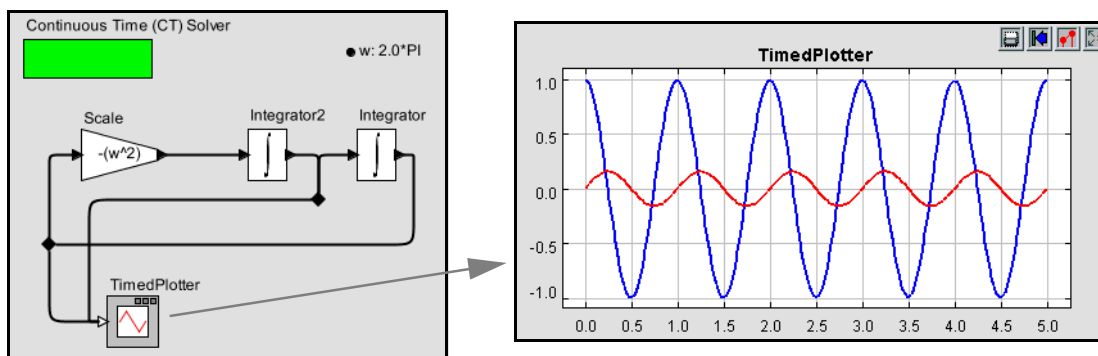 Continuous Time (CT) Solver
w: 2.0*PI
Scale
Integrator2
Integrator
-(w^2)
∫
∫
TimedPlotter
TimedPlotter
1.0
0.5
0.0
-0.5
-1.0
0.0 0.5 1.0 1.5 2.0 2.5 3.0 3.5 4.0 4.5 5.0